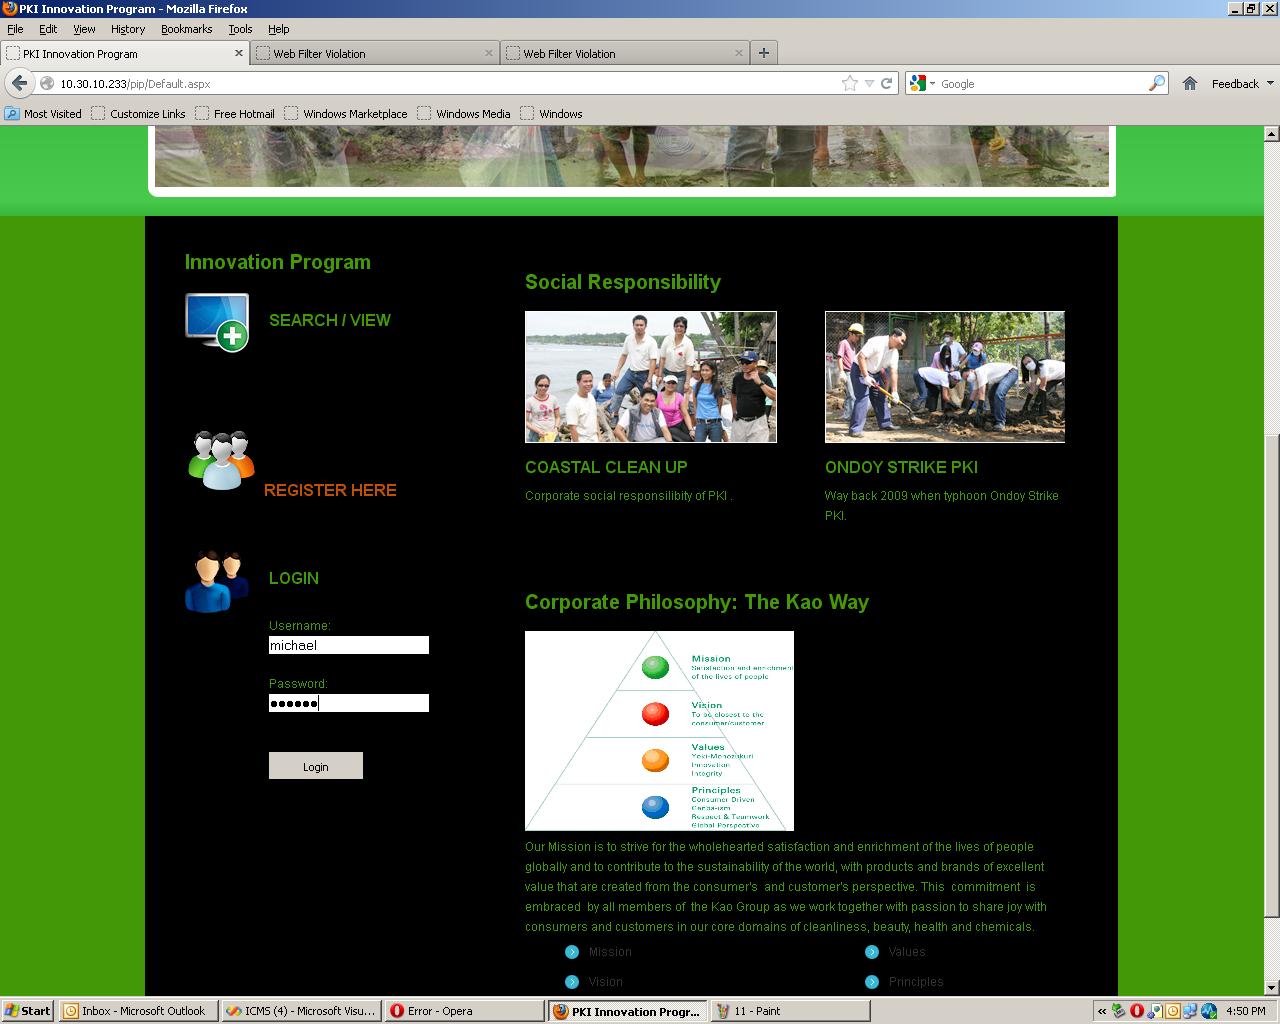 PKI Innovation Program - Mozilla Firefox
File Edit View History Bookmarks Tools Help
PKI Innovation Program
Web Filter Violation
Web Filter Violation
10.30.10.233/pip/Default.aspx
Google
Feedback
Most Visited
Customize Links
Free Hotmail
Windows Marketplace
Windows Media
Windows
Innovation Program
SEARCH / VIEW
REGISTER HERE
LOGIN
Username:
michael
Password:
••••••
Login
Social Responsibility
COASTAL CLEAN UP
Corporate social responsilibity of PKI .
ONDOY STRIKE PKI
Way back 2009 when typhoon Ondoy Strike
PKI.
Corporate Philosophy: The Kao Way
Mission
Satisfaction and enrichment
of the lives of people
Vision
To be closest to the
consumer/customer
Values
Yoki-Monozukuri
Innovation
Integrity
Principles
Consumer Driven
Genba-ism
Respect & Teamwork
Global Perspective
Our Mission is to strive for the wholehearted satisfaction and enrichment of the lives of people
globally and to contribute to the sustainability of the world, with products and brands of excellent
value that are created from the consumer's and customer's perspective. This commitment is
embraced by all members of the Kao Group as we work together with passion to share joy with
consumers and customers in our core domains of cleanliness, beauty, health and chemicals.
Mission
Values
Vision
Principles
Start
Inbox - Microsoft Outlook
ICMS (4) - Microsoft Visu...
Error - Opera
PKI Innovation Progr...
11 - Paint
4:50 PM